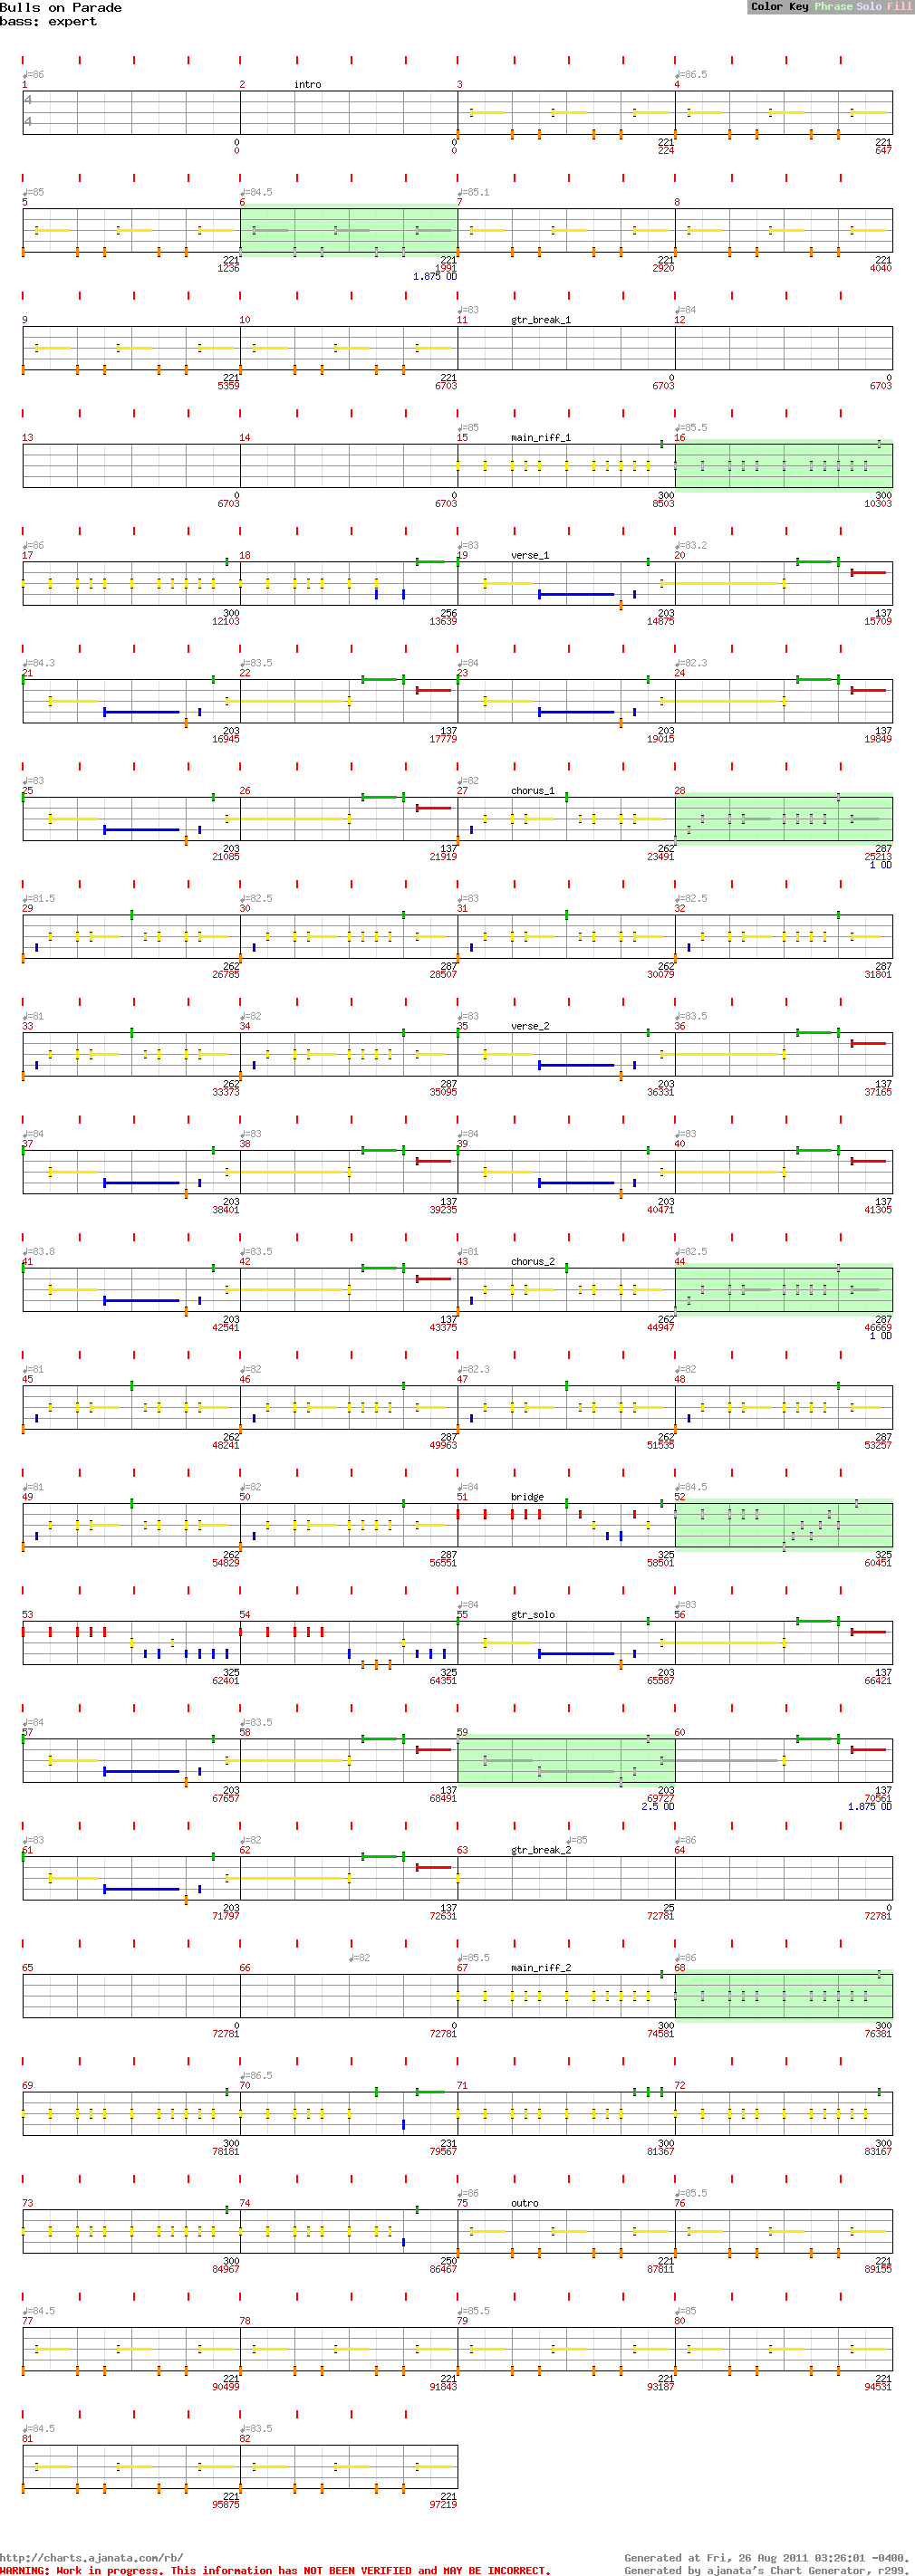 Bulls on Parade
Color Key Phrase Solo Fill
bass: expert
♩=86 ♩=86.5
1 2 intro 3 4
4
4
0 0 221 221
0 0 224 647
♩=85 ♩=84.5 ♩=85.1
5 6 7 8
221 221 221 221
1236 1991 2920 4040
1.875 OD
♩=83 ♩=84
9 10 11 gtr_break_1 12
221 221 0 0
5359 6703 6703 6703
♩=85 ♩=85.5
13 14 15 main_riff_1 16
0 0 300 300
6703 6703 8503 10303
♩=86 ♩=83 ♩=83.2
17 18 19 verse_1 20
300 256 203 137
12103 13639 14875 15709
♩=84.3 ♩=83.5 ♩=84 ♩=82.3
21 22 23 24
203 137 203 137
16945 17779 19015 19849
♩=83 ♩=82
25 26 27 chorus_1 28
203 137 262 287
21085 21919 23491 25213
1 OD
♩=81.5 ♩=82.5 ♩=83 ♩=82.5
29 30 31 32
262 287 262 287
26785 28507 30079 31801
♩=81 ♩=82 ♩=83 ♩=83.5
33 34 35 verse_2 36
262 287 203 137
33373 35095 36331 37165
♩=84 ♩=83 ♩=84 ♩=83
37 38 39 40
203 137 203 137
38401 39235 40471 41305
♩=83.8 ♩=83.5 ♩=81 ♩=82.5
41 42 43 chorus_2 44
203 137 262 287
42541 43375 44947 46669
1 OD
♩=81 ♩=82 ♩=82.3 ♩=82
45 46 47 48
262 287 262 287
48241 49963 51535 53257
♩=81 ♩=82 ♩=84 ♩=84.5
49 50 51 bridge 52
262 287 325 325
54829 56551 58501 60451
♩=84 ♩=83
53 54 55 gtr_solo 56
325 325 203 137
62401 64351 65587 66421
♩=84 ♩=83.5
57 58 59 60
203 137 203 137
67657 68491 69727 70561
2.5 OD 1.875 OD
♩=83 ♩=82 ♩=85 ♩=86
61 62 63 gtr_break_2 64
203 137 25 0
71797 72631 72781 72781
♩=82 ♩=85.5 ♩=86
65 66 67 main_riff_2 68
0 0 300 300
72781 72781 74581 76381
♩=86.5
69 70 71 72
300 231 300 300
78181 79567 81367 83167
♩=86 ♩=85.5
73 74 75 outro 76
300 250 221 221
84967 86467 87811 89155
♩=84.5 ♩=85.5 ♩=85
77 78 79 80
221 221 221 221
90499 91843 93187 94531
♩=84.5 ♩=83.5
81 82
221 221
95875 97219
http://charts.ajanata.com/rb/ Generated at Fri, 26 Aug 2011 03:26:01 -0400.
WARNING: Work in progress. This information has NOT BEEN VERIFIED and MAY BE INCORRECT. Generated by ajanata's Chart Generator, r299.